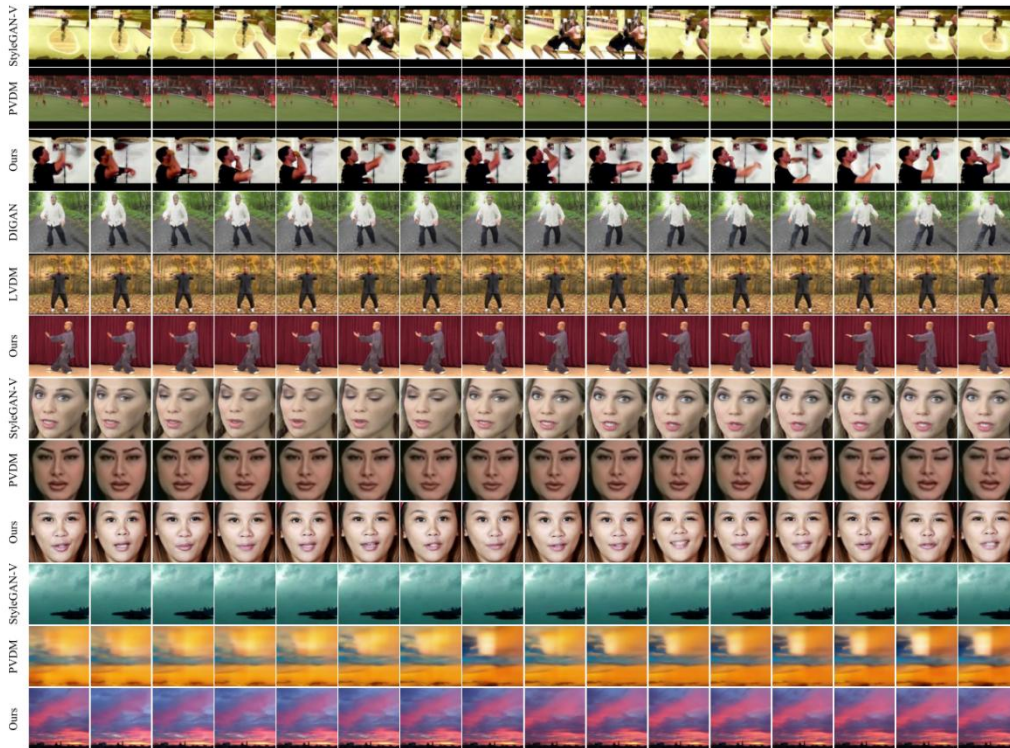 StyleGAN-V
PVDM
Ours
DIGAN
LVDM
Ours
StyleGAN-V
PVDM
Ours
StyleGAN-V
PVDM
Ours